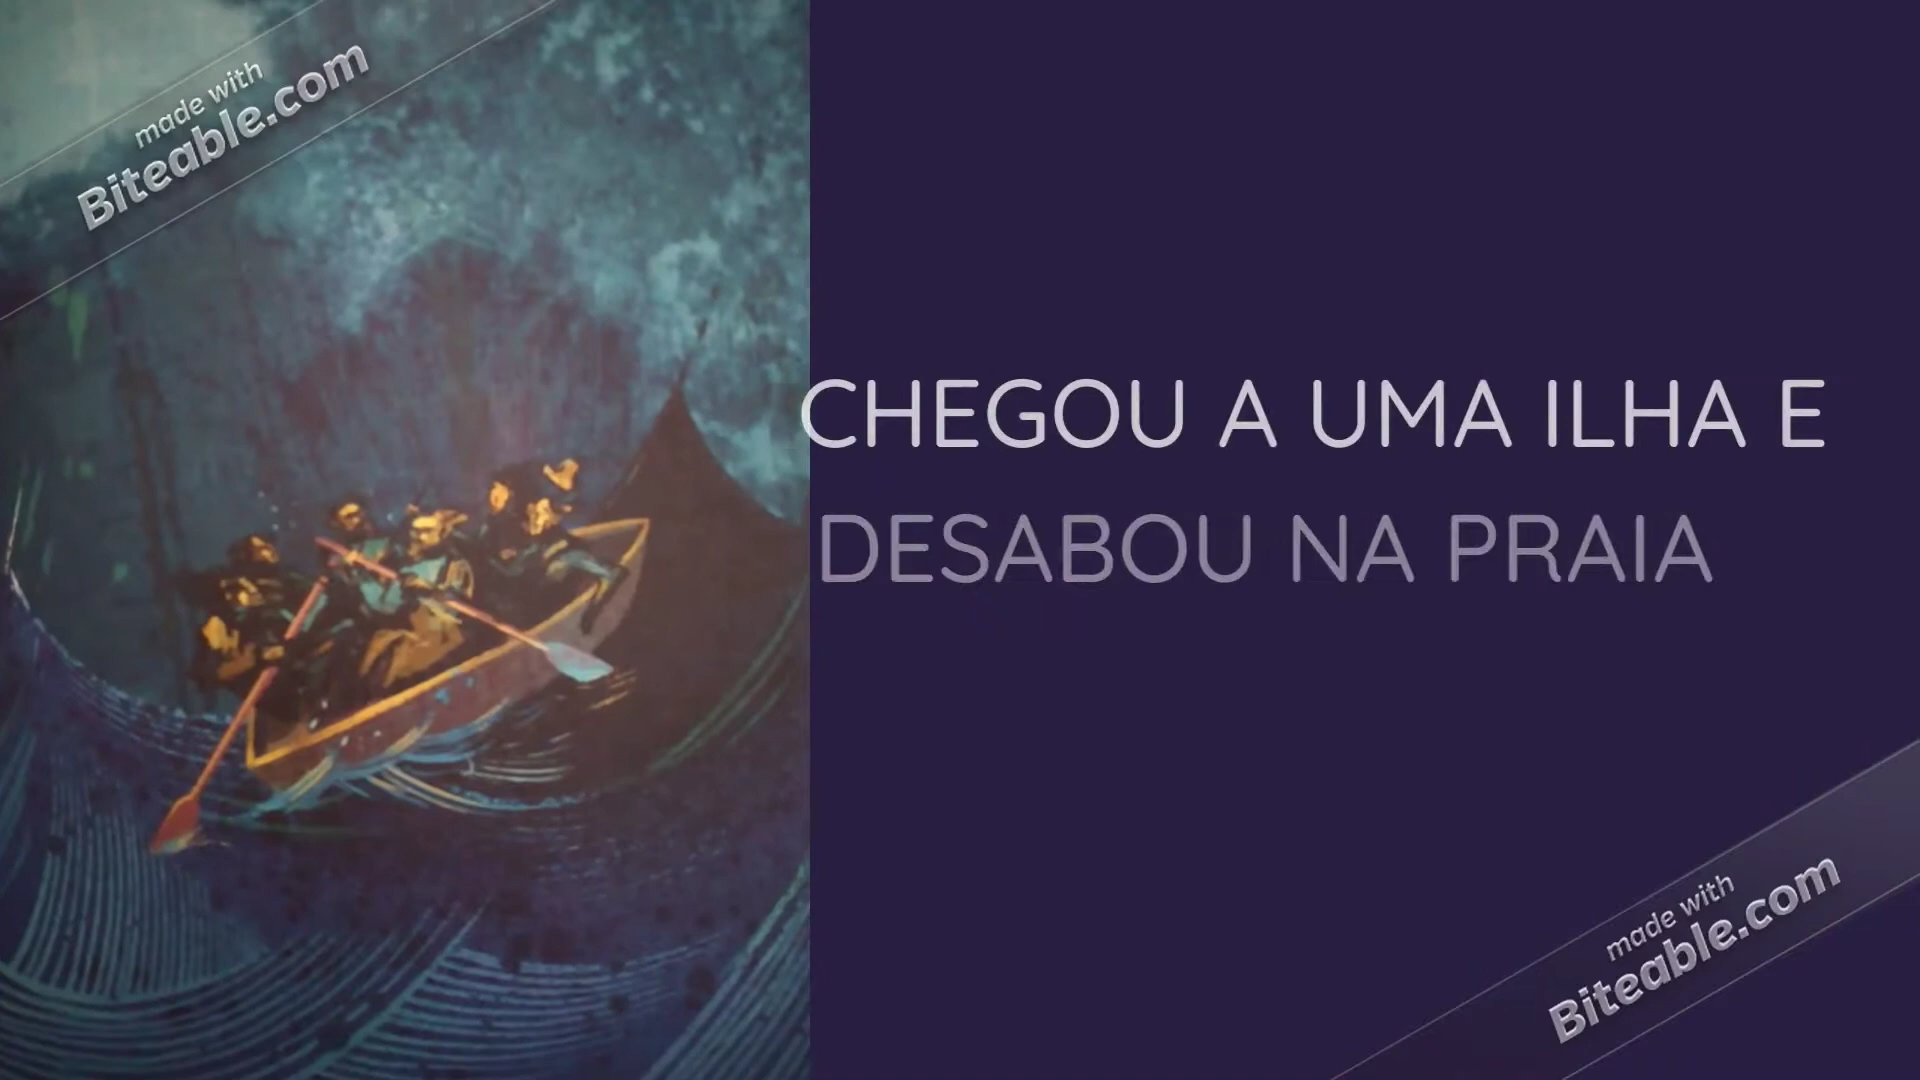 made with
Biteable.com
CHEGOU A UMA ILHA E
DESABOU NA PRAIA
made with
Biteable.com